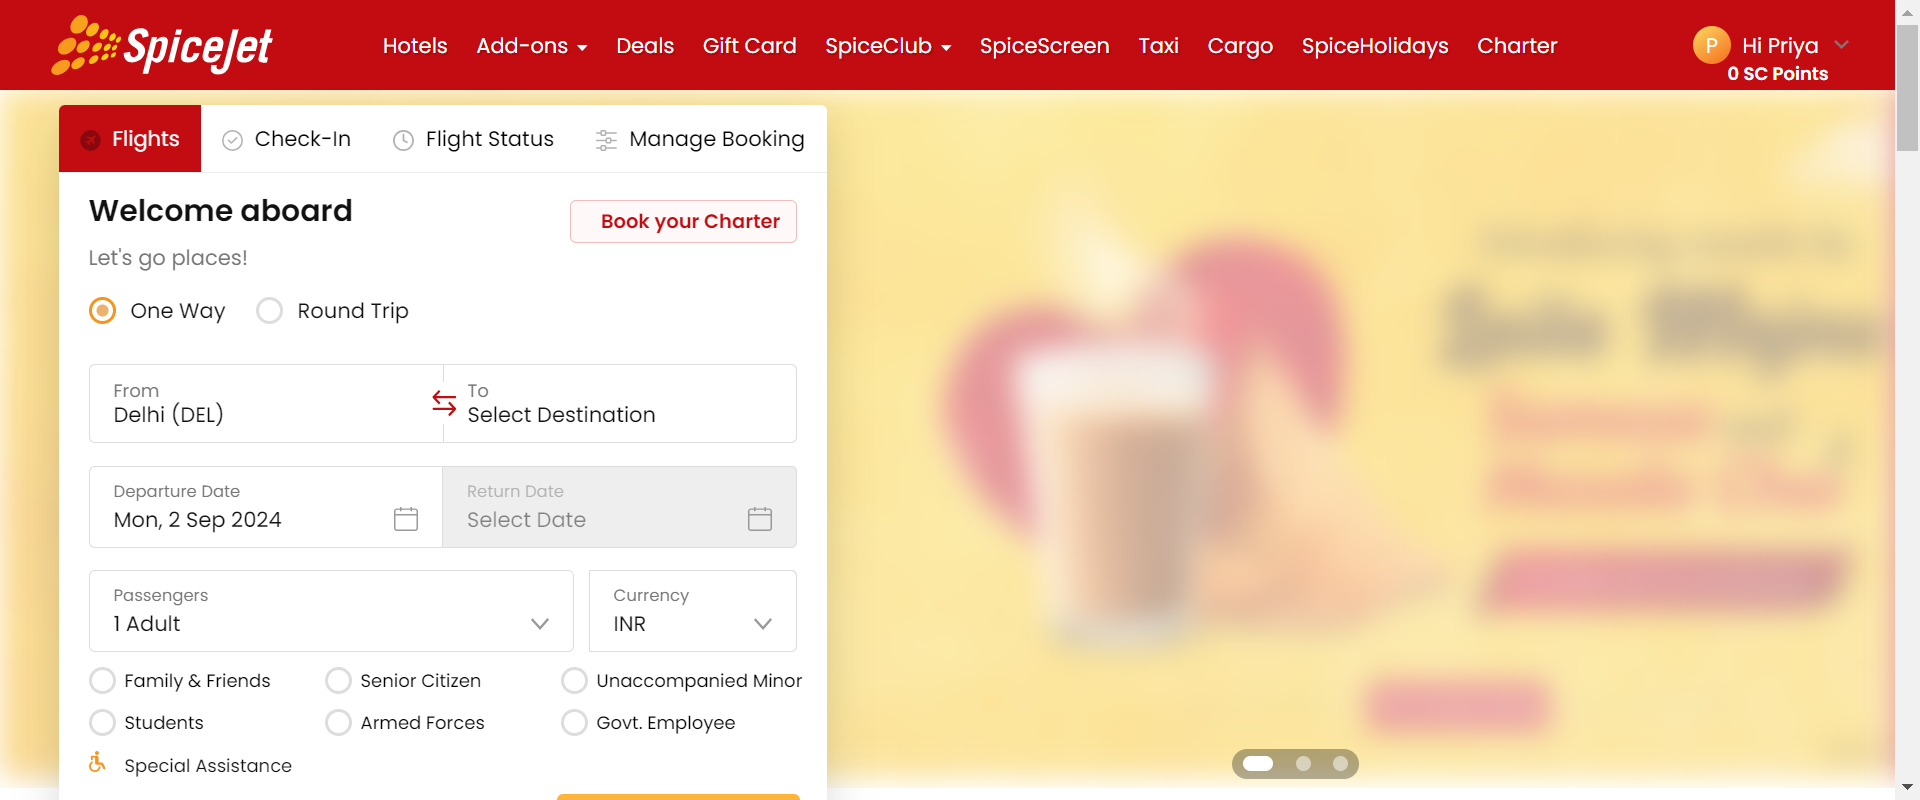 SpiceJet
Hotels Add-ons Deals Gift Card SpiceClub SpiceScreen Taxi Cargo SpiceHolidays Charter
P Hi Priya
0 SC Points
Flights Check-In Flight Status Manage Booking
Welcome aboard
Book your Charter
Let's go places!
One Way Round Trip
From To
Delhi (DEL) Select Destination
Departure Date Return Date
Mon, 2 Sep 2024 Select Date
Passengers Currency
1 Adult INR
Family & Friends Senior Citizen Unaccompanied Minor
Students Armed Forces Govt. Employee
Special Assistance